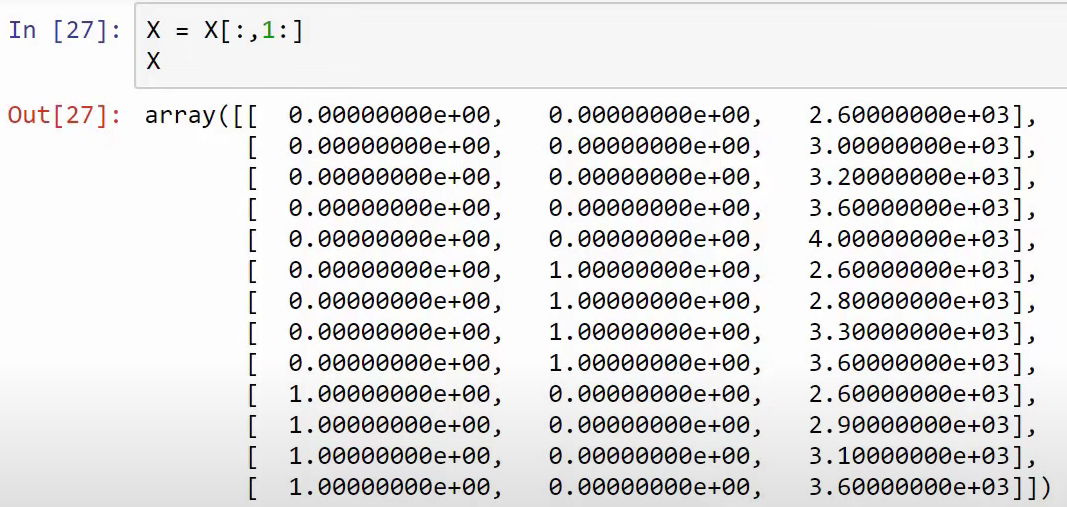 In [27]: X = X[:,1:]
X
Out[27]: array([[ 0.00000000e+00, 0.00000000e+00, 2.60000000e+03],
[ 0.00000000e+00, 0.00000000e+00, 3.00000000e+03],
[ 0.00000000e+00, 0.00000000e+00, 3.20000000e+03],
[ 0.00000000e+00, 0.00000000e+00, 3.60000000e+03],
[ 0.00000000e+00, 0.00000000e+00, 4.00000000e+03],
[ 0.00000000e+00, 1.00000000e+00, 2.60000000e+03],
[ 0.00000000e+00, 1.00000000e+00, 2.80000000e+03],
[ 0.00000000e+00, 1.00000000e+00, 3.30000000e+03],
[ 0.00000000e+00, 1.00000000e+00, 3.60000000e+03],
[ 1.00000000e+00, 0.00000000e+00, 2.60000000e+03],
[ 1.00000000e+00, 0.00000000e+00, 2.90000000e+03],
[ 1.00000000e+00, 0.00000000e+00, 3.10000000e+03],
[ 1.00000000e+00, 0.00000000e+00, 3.60000000e+03]])